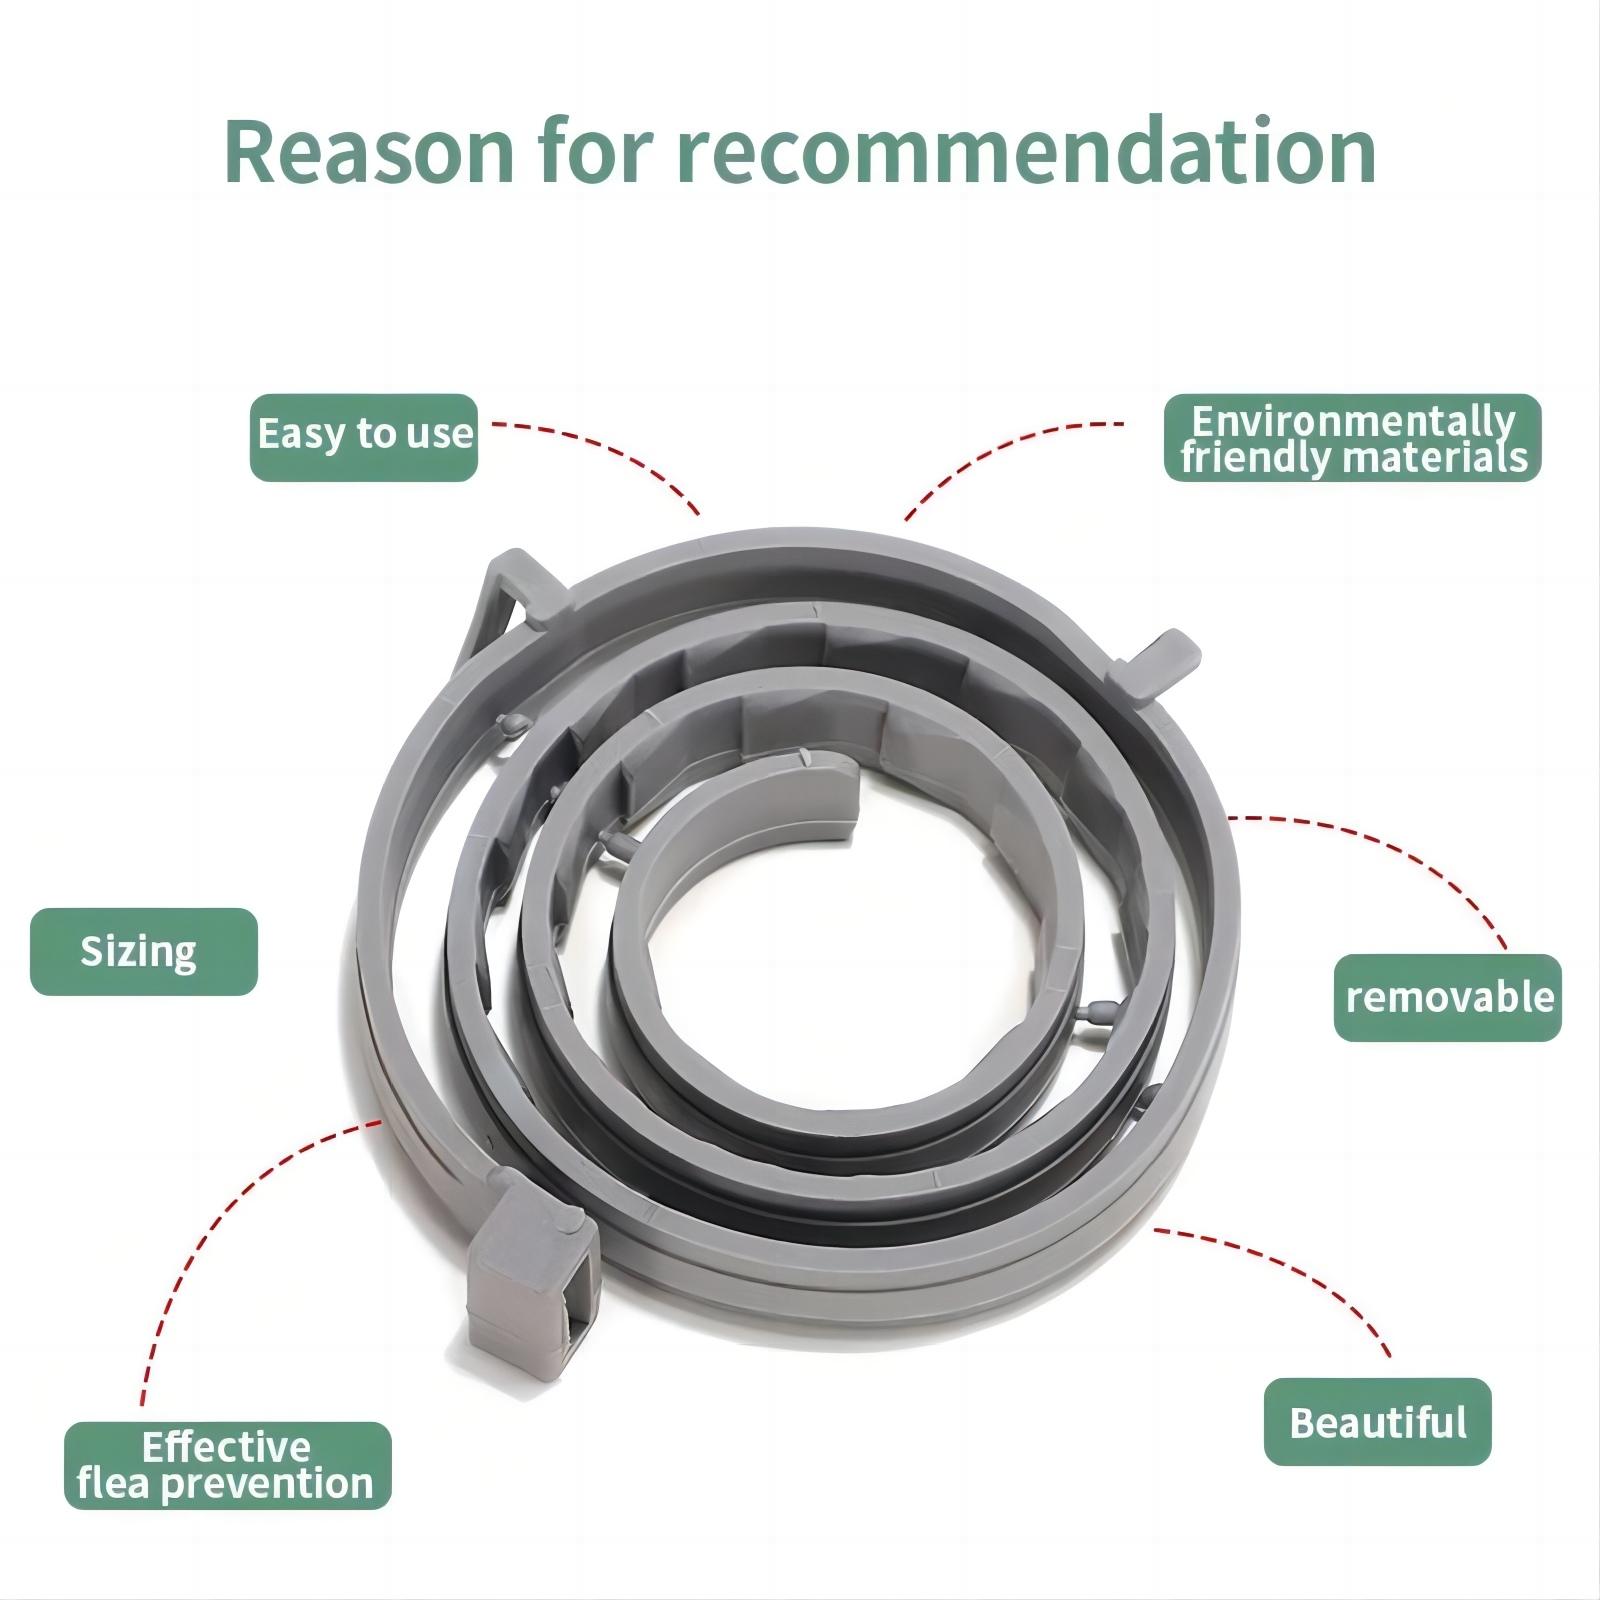 Reason for recommendation
Easy to use
Environmentally
friendly materials
Sizing
removable
Effective
flea prevention
Beautiful